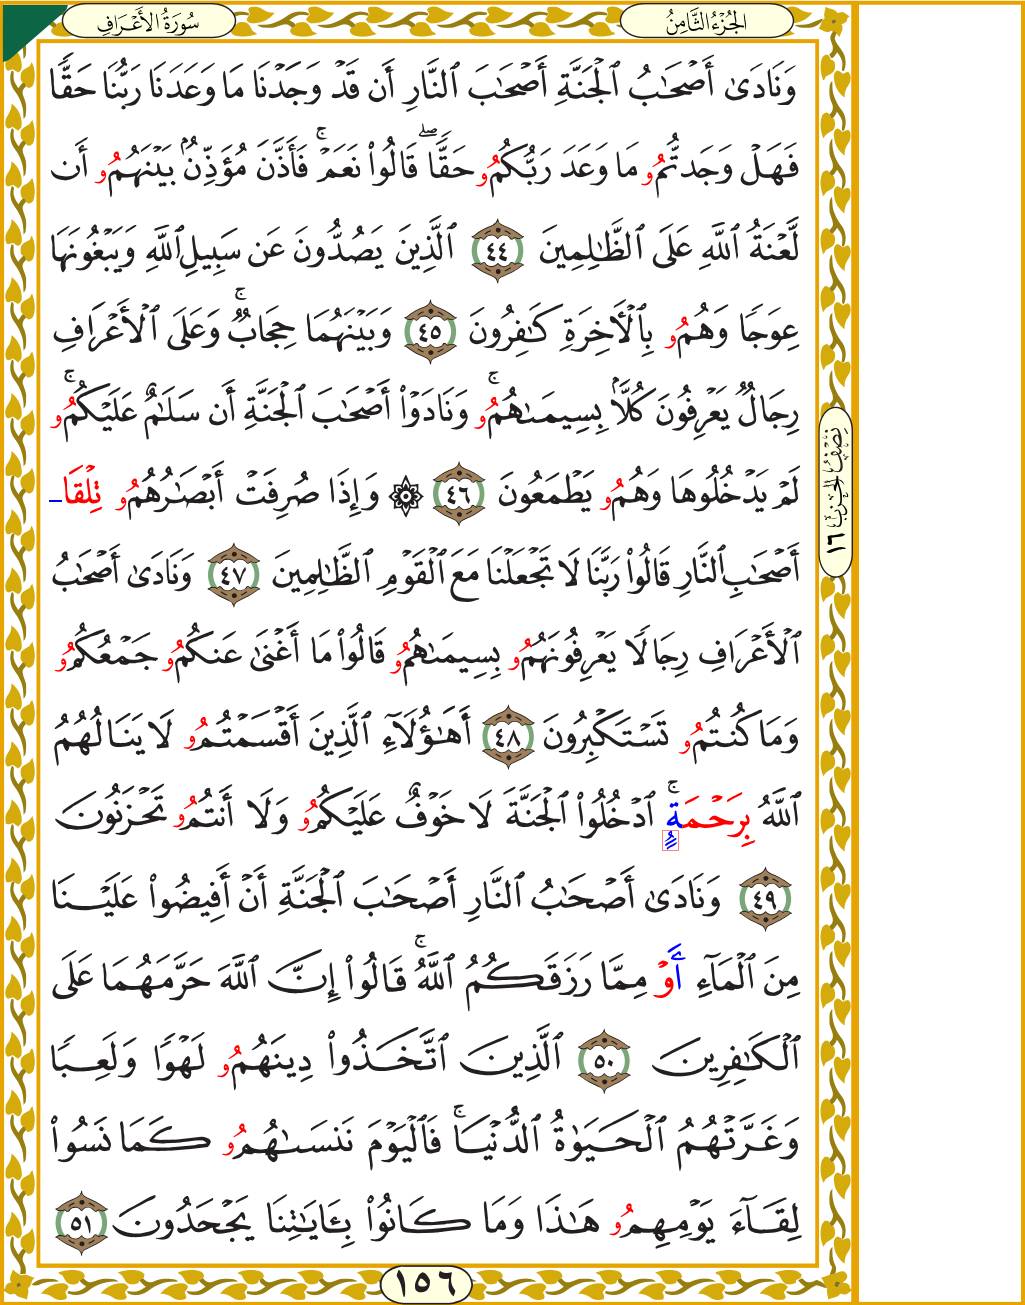 الجُزْءُ الثَّامِنُ
سُورَةُ الأَعْرَافِ
وَنَادَىٰ أَصْحَٰبُ ٱلْجَنَّةِ أَصْحَٰبَ ٱلنَّارِ أَن قَدْ وَجَدْنَا مَا وَعَدَنَا رَبُّنَا حَقًّا
فَهَلْ وَجَدتُّمُۥ مَا وَعَدَ رَبُّكُمُۥ حَقًّاۖ قَالُوا۟ نَعَمْۚ فَأَذَّنَ مُؤَذِّنٌۢ بَيْنَهُمُۥ أَن
لَّعْنَةُ ٱللَّهِ عَلَى ٱلظَّٰلِمِينَ ٤٤ ٱلَّذِينَ يَصُدُّونَ عَن سَبِيلِ ٱللَّهِ وَيَبْغُونَهَا
عِوَجًا وَهُمُۥ بِٱلْأَخِرَةِ كَٰفِرُونَ ٤٥ وَبَيْنَهُمَا حِجَابٌۚ وَعَلَى ٱلْأَعْرَافِ
رِجَالٌ يَعْرِفُونَ كُلًّۢا بِسِيمَىٰهُمُۥۚ وَنَادَوْا۟ أَصْحَٰبَ ٱلْجَنَّةِ أَن سَلَٰمٌ عَلَيْكُمُۥۚ
لَمْ يَدْخُلُوهَا وَهُمُۥ يَطْمَعُونَ ٤٦ ۞ وَإِذَا صُرِفَتْ أَبْصَٰرُهُمُۥ تِلْقَا
أَصْحَٰبِ ٱلنَّارِ قَالُوا۟ رَبَّنَا لَا تَجْعَلْنَا مَعَ ٱلْقَوْمِ ٱلظَّٰلِمِينَ ٤٧ وَنَادَىٰ أَصْحَٰبُ
ٱلْأَعْرَافِ رِجَالًا يَعْرِفُونَهُمُۥ بِسِيمَىٰهُمُۥ قَالُوا۟ مَا أَغْنَىٰ عَنكُمُۥ جَمْعُكُمُۥ
وَمَا كُنتُمُۥ تَسْتَكْبِرُونَ ٤٨ أَهَٰؤُلَآءِ ٱلَّذِينَ أَقْسَمْتُمُۥ لَا يَنَالُهُمُ
ٱللَّهُ بِرَحْمَةٍۚ ٱدْخُلُوا۟ ٱلْجَنَّةَ لَا خَوْفٌ عَلَيْكُمُۥ وَلَا أَنتُمُۥ تَحْزَنُونَ
٤٩ وَنَادَىٰ أَصْحَٰبُ ٱلنَّارِ أَصْحَٰبَ ٱلْجَنَّةِ أَنْ أَفِيضُوا۟ عَلَيْنَا
مِنَ ٱلْمَآءِ أَوْ مِمَّا رَزَقَكُمُ ٱللَّهُۚ قَالُوا۟ إِنَّ ٱللَّهَ حَرَّمَهُمَا عَلَى
ٱلْكَٰفِرِينَ ٥٠ ٱلَّذِينَ ٱتَّخَذُوا۟ دِينَهُمُۥ لَهْوًا وَلَعِبًا
وَغَرَّتْهُمُ ٱلْحَيَوٰةُ ٱلدُّنْيَاۚ فَٱلْيَوْمَ نَنسَىٰهُمُۥ كَمَا نَسُوا۟
لِقَآءَ يَوْمِهِمُۥ هَٰذَا وَمَا كَانُوا۟ بِـَٔايَٰتِنَا يَجْحَدُونَ ٥١
نِصْفُ الحِزْبِ ١٦
١٥٦